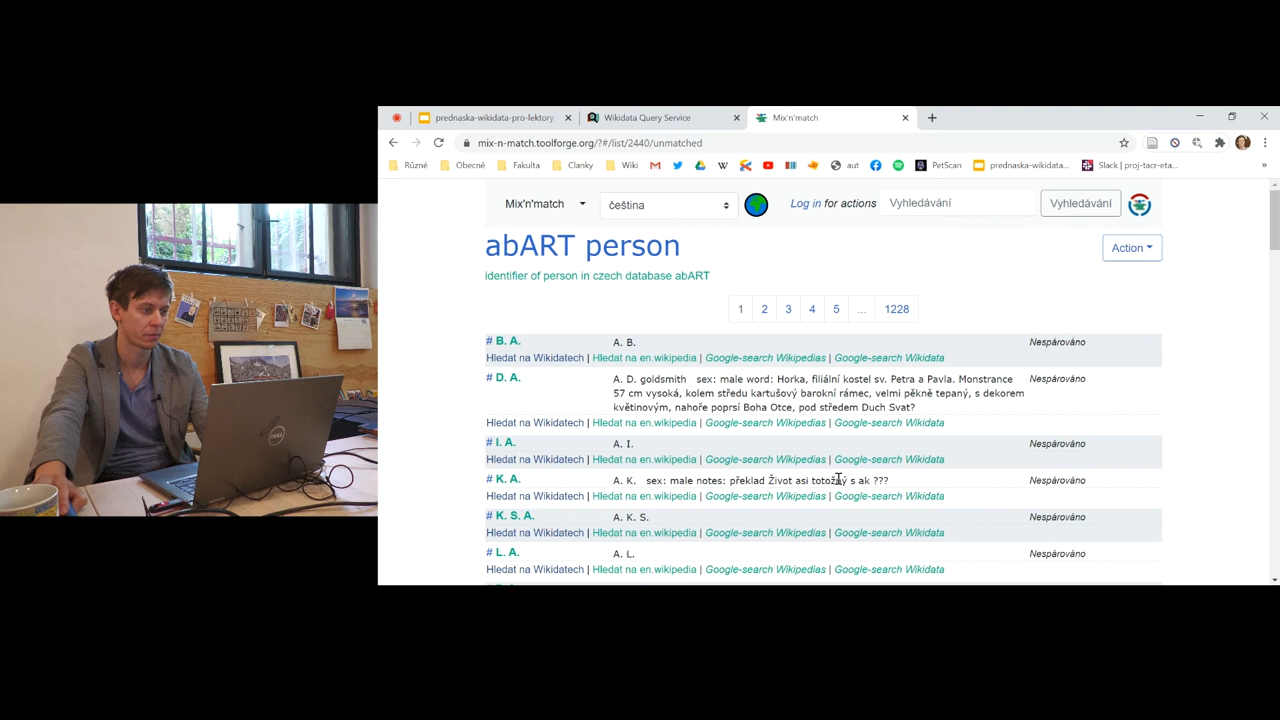 prednaska-wikidata-pro-lektory
Wikidata Query Service
Mix'n'match
mix-n-match.toolforge.org/?#/list/2440/unmatched
Různé
Obecné
Fakulta
Clanky
Wiki
aut
PetScan
prednaska-wikidata...
Slack | proj-tacr-eta...
Mix'n'match
čeština
Log in for actions
Vyhledávání
Vyhledávání
abART person
Action
identifier of person in czech database abART
1 2 3 4 5 ... 1228
# B. A. A. B. Nespárováno
Hledat na Wikidatech | Hledat na en.wikipedia | Google-search Wikipedias | Google-search Wikidata
# D. A. A. D. goldsmith sex: male word: Horka, filiální kostel sv. Petra a Pavla. Monstrance Nespárováno
57 cm vysoká, kolem středu kartušový barokní rámec, velmi pěkně tepaný, s dekorem
květinovým, nahoře poprsí Boha Otce, pod středem Duch Svat?
Hledat na Wikidatech | Hledat na en.wikipedia | Google-search Wikipedias | Google-search Wikidata
# I. A. A. I. Nespárováno
Hledat na Wikidatech | Hledat na en.wikipedia | Google-search Wikipedias | Google-search Wikidata
# K. A. A. K. sex: male notes: překlad Život asi totožný s ak ??? Nespárováno
Hledat na Wikidatech | Hledat na en.wikipedia | Google-search Wikipedias | Google-search Wikidata
# K. S. A. A. K. S. Nespárováno
Hledat na Wikidatech | Hledat na en.wikipedia | Google-search Wikipedias | Google-search Wikidata
# L. A. A. L. Nespárováno
Hledat na Wikidatech | Hledat na en.wikipedia | Google-search Wikipedias | Google-search Wikidata
DELL